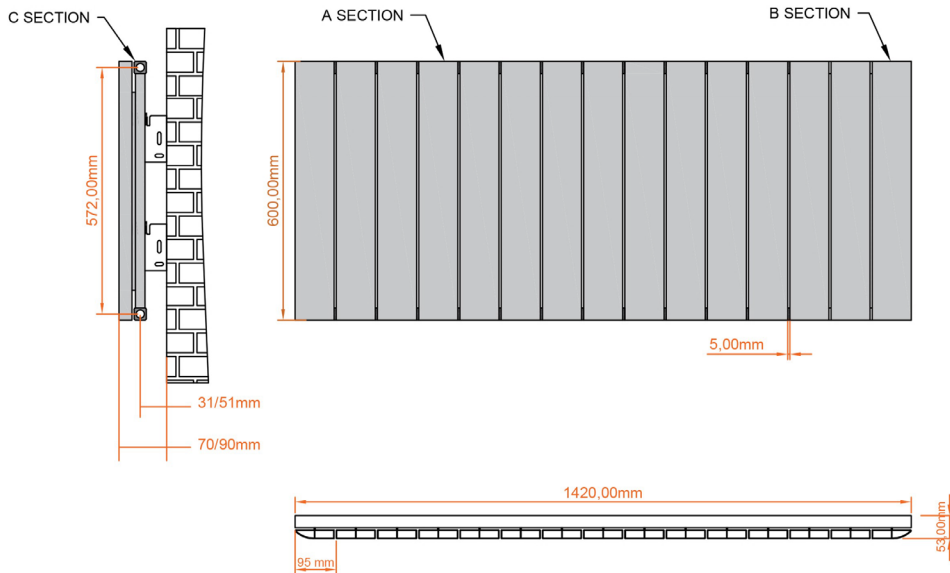 C SECTION
A SECTION
B SECTION
572,00mm
600,00mm
5,00mm
31/51mm
70/90mm
1420,00mm
53,00mm
95 mm